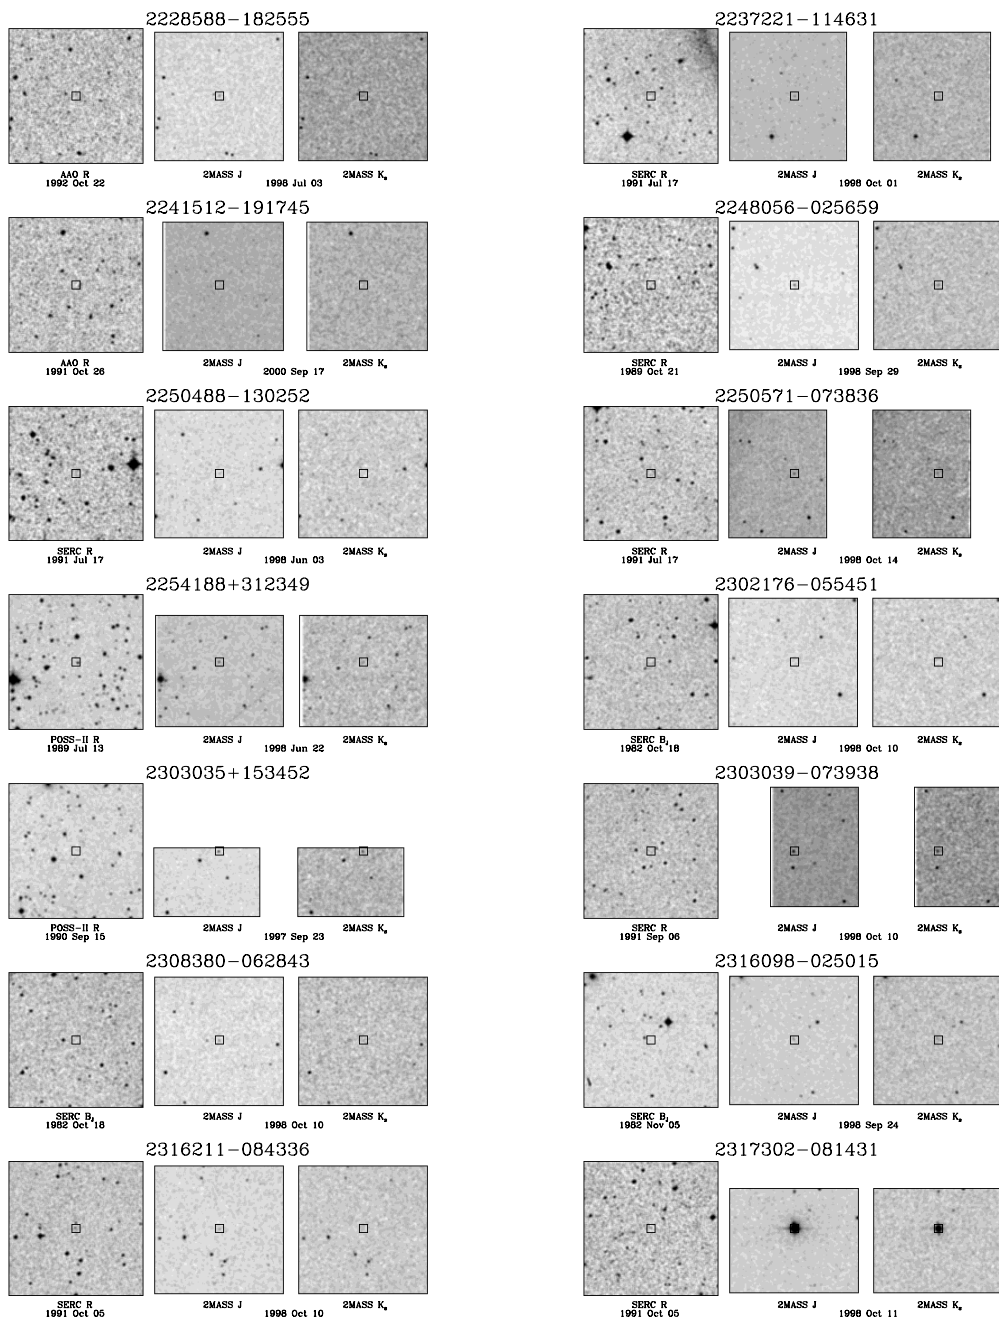 2228588−182555
AAO R
1992 Oct 22
2MASS J
1998 Jul 03
2MASS Ks
2237221−114631
SERC R
1991 Jul 17
2MASS J
1998 Oct 01
2MASS Ks
2241512−191745
AAO R
1991 Oct 26
2MASS J
2000 Sep 17
2MASS Ks
2248056−025659
SERC R
1989 Oct 21
2MASS J
1998 Sep 29
2MASS Ks
2250488−130252
SERC R
1991 Jul 17
2MASS J
1998 Jun 03
2MASS Ks
2250571−073836
SERC R
1991 Jul 17
2MASS J
1998 Oct 14
2MASS Ks
2254188+312349
POSS−II R
1989 Jul 13
2MASS J
1998 Jun 22
2MASS Ks
2302176−055451
SERC BJ
1982 Oct 18
2MASS J
1998 Oct 10
2MASS Ks
2303035+153452
POSS−II R
1990 Sep 15
2MASS J
1997 Sep 23
2MASS Ks
2303039−073938
SERC R
1991 Sep 06
2MASS J
1998 Oct 10
2MASS Ks
2308380−062843
SERC BJ
1982 Oct 18
2MASS J
1998 Oct 10
2MASS Ks
2316098−025015
SERC BJ
1982 Nov 05
2MASS J
1998 Sep 24
2MASS Ks
2316211−084336
SERC R
1991 Oct 05
2MASS J
1998 Oct 10
2MASS Ks
2317302−081431
SERC R
1991 Oct 05
2MASS J
1998 Oct 11
2MASS Ks